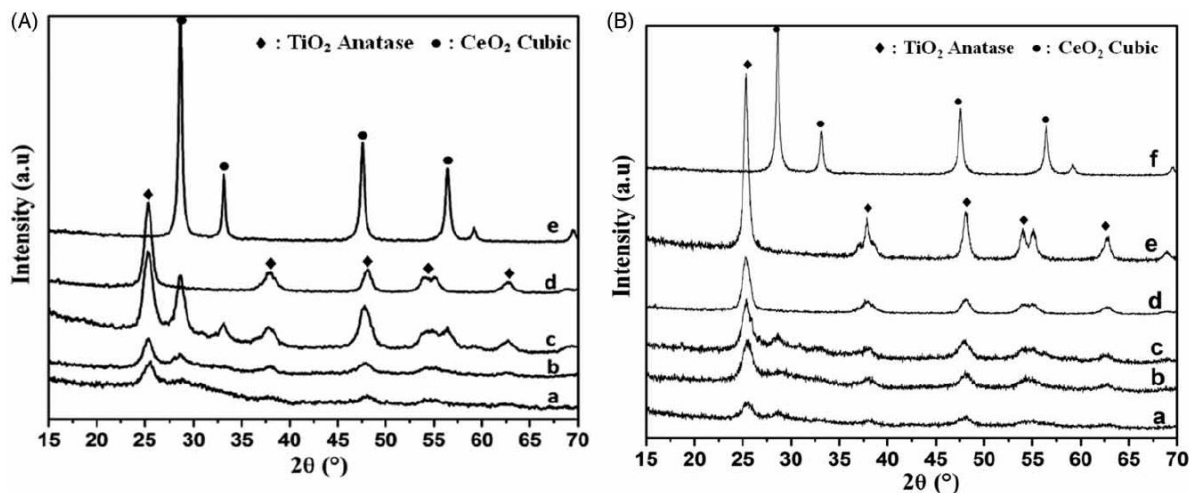 (A)
◆ : TiO₂ Anatase ● : CeO₂ Cubic
Intensity (a.u)
e
d
c
b
a
15 20 25 30 35 40 45 50 55 60 65 70
2θ (°)
(B)
◆ : TiO₂ Anatase ● : CeO₂ Cubic
Intensity (a.u)
f
e
d
c
b
a
15 20 25 30 35 40 45 50 55 60 65 70
2θ (°)